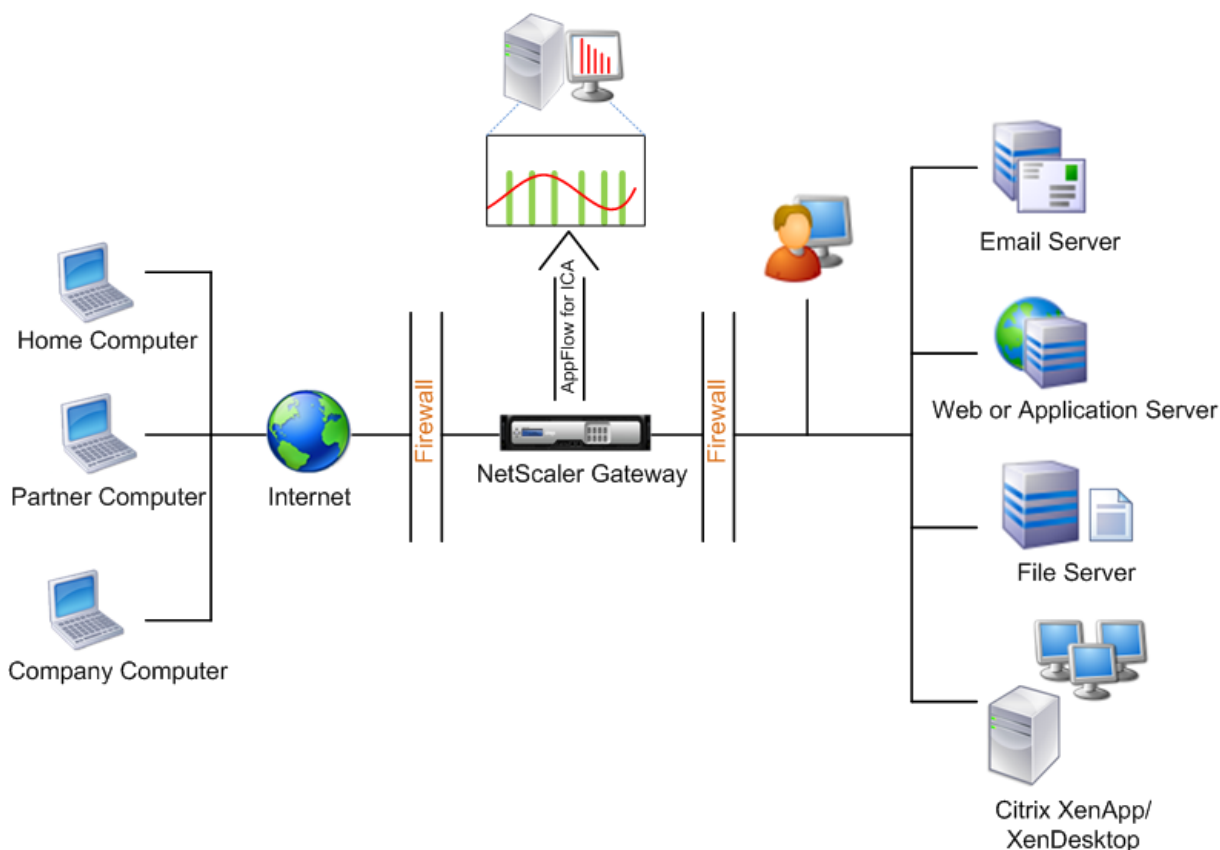 AppFlow for ICA
Email Server
Home Computer
Web or Application Server
Firewall
Firewall
NetScaler Gateway
Partner Computer
Internet
File Server
Company Computer
Citrix XenApp/
XenDesktop